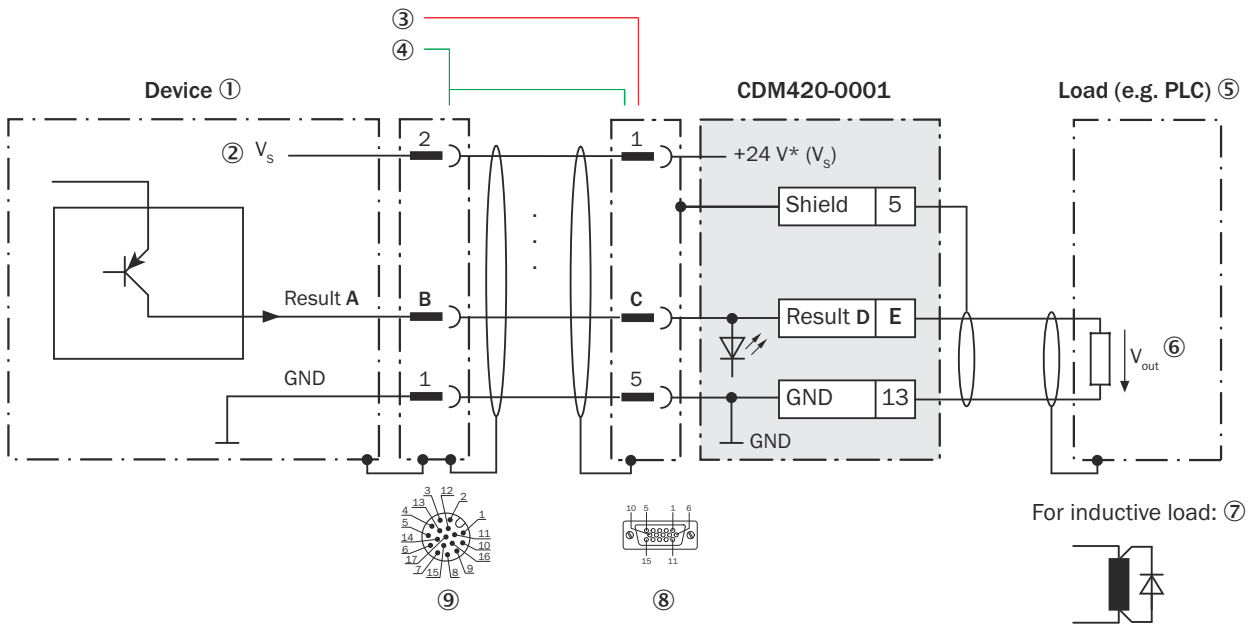 ③
④
Device ①
CDM420-0001
Load (e.g. PLC) ⑤
② Vs
2
1
+24 V* (Vs)
Shield 5
Result A
B
C
Result D E
Vout ⑥
GND
1
5
GND 13
GND
3 12 2
13
4 1
5
14 11
10
6 16
17
7 15 8 9
10 5 1 6
15 11
⑨
⑧
For inductive load: ⑦